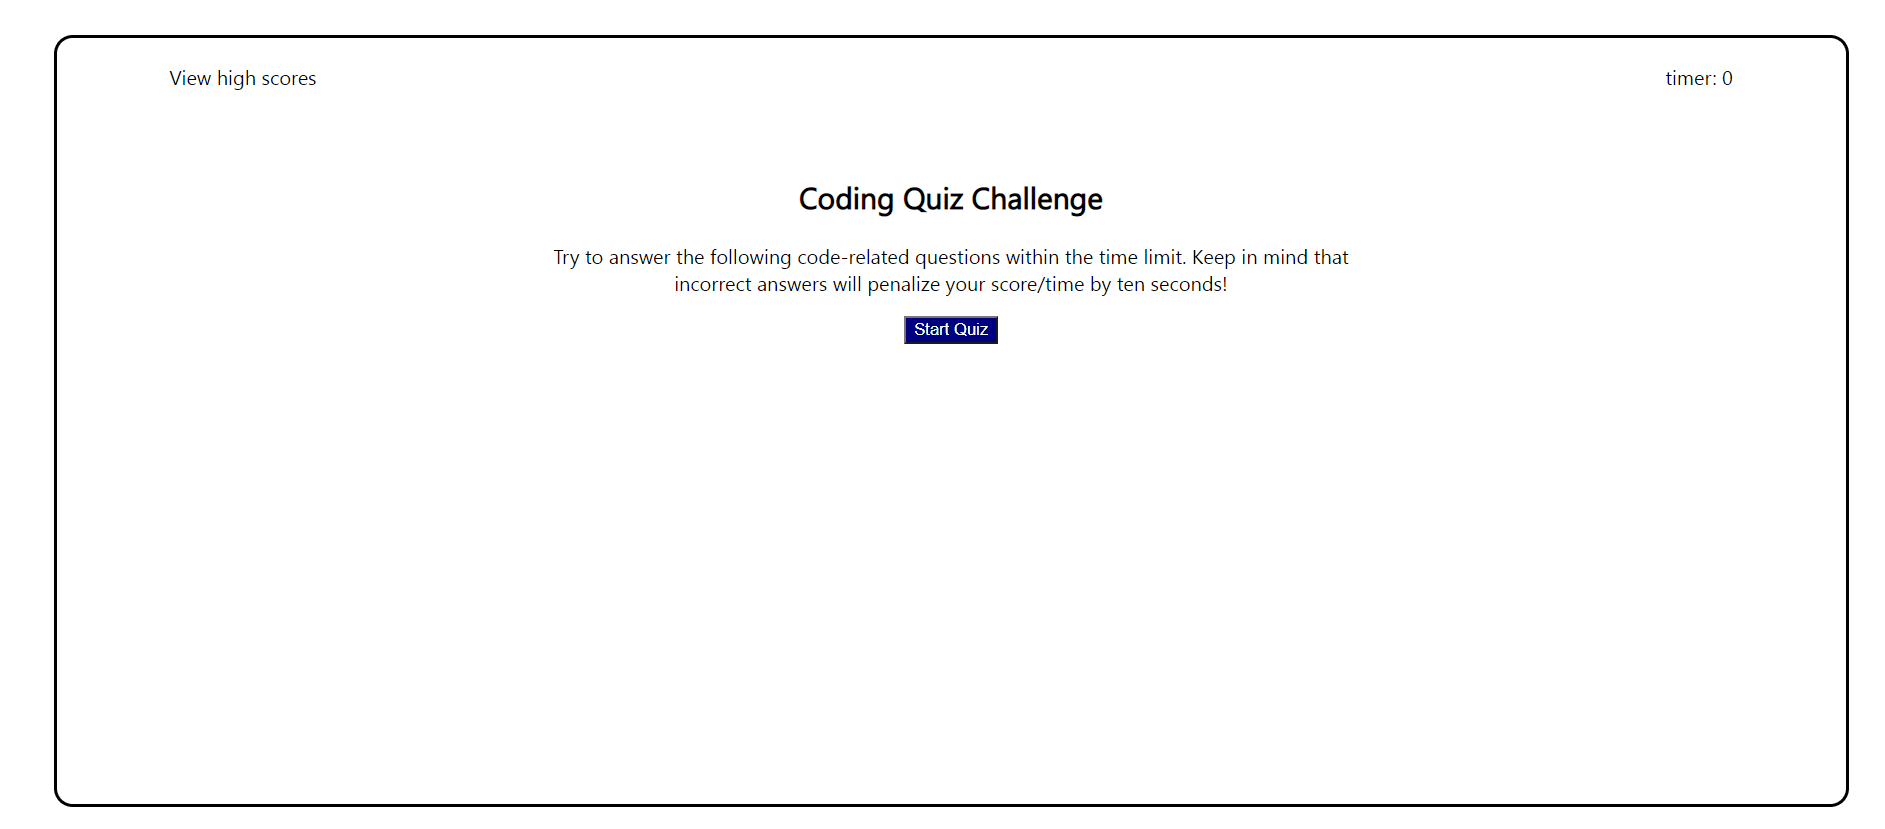 View high scores
timer: 0
Coding Quiz Challenge
Try to answer the following code-related questions within the time limit. Keep in mind that
incorrect answers will penalize your score/time by ten seconds!
Start Quiz